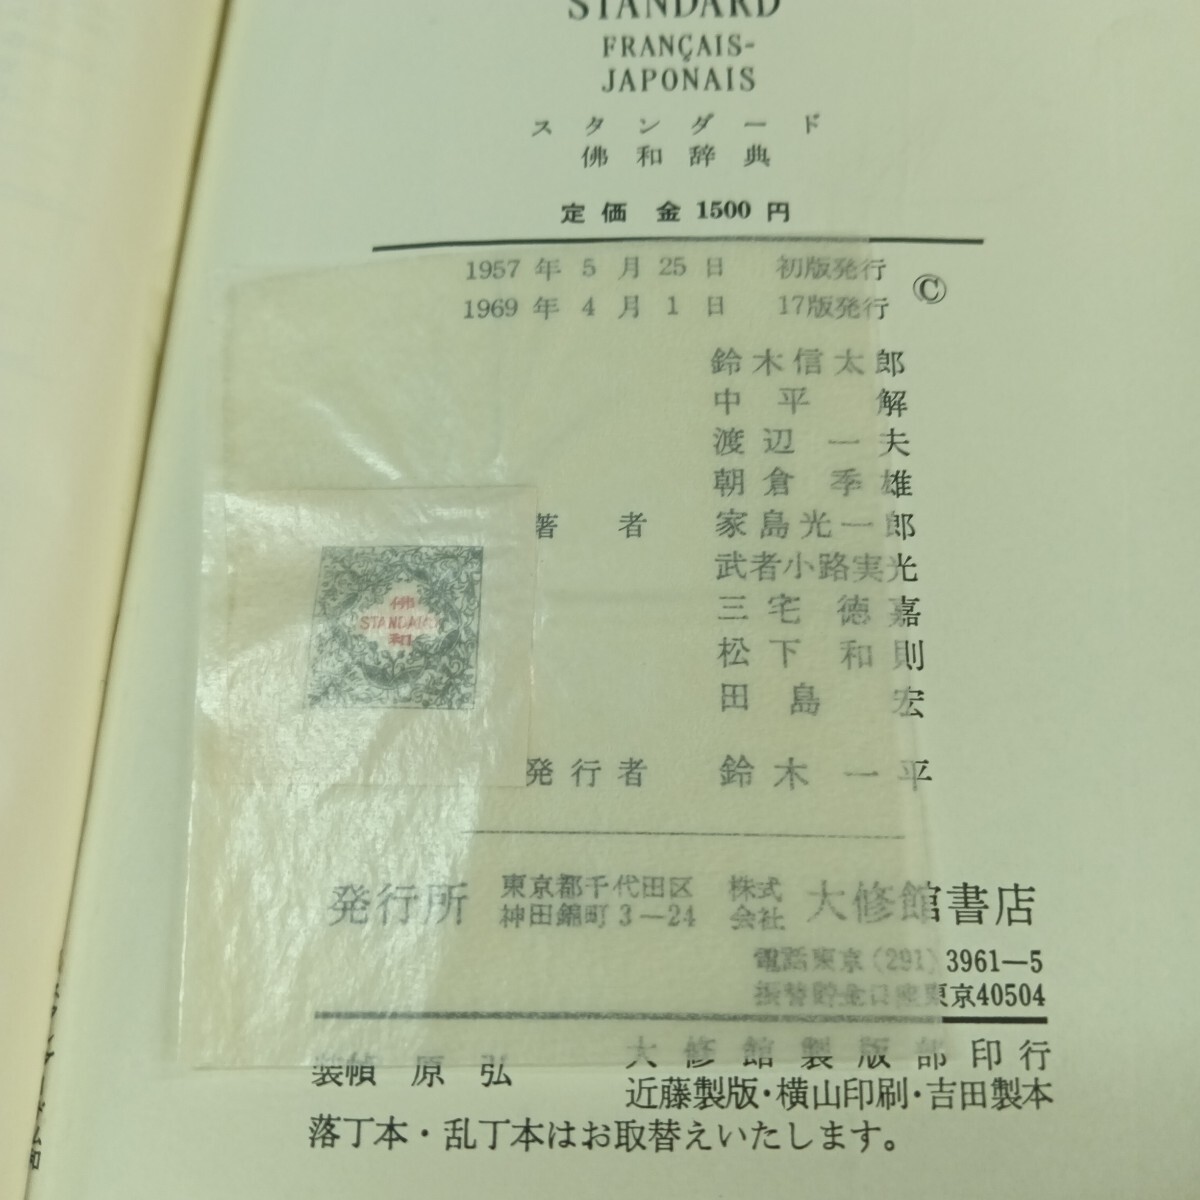 STANDARD
FRANÇAIS-
JAPONAIS
スタンダード
佛和辞典
定価 金 1500 円
1957 年 5 月 25 日 初版発行
1969 年 4 月 1 日 17版発行
©
鈴木信太郎
中平 解
渡辺一夫
朝倉季雄
著者 家島光一郎
武者小路実光
三宅徳嘉
松下和則
田島 宏
佛
STANDARD
和
発行者 鈴木一平
発行所 東京都千代田区 神田錦町3—24 株式会社 大修館書店
電話東京(291)3961—5
振替貯金口座東京40504
装幀 原 弘
大修館製版部印行
近藤製版・横山印刷・吉田製本
落丁本・乱丁本はお取替えいたします。